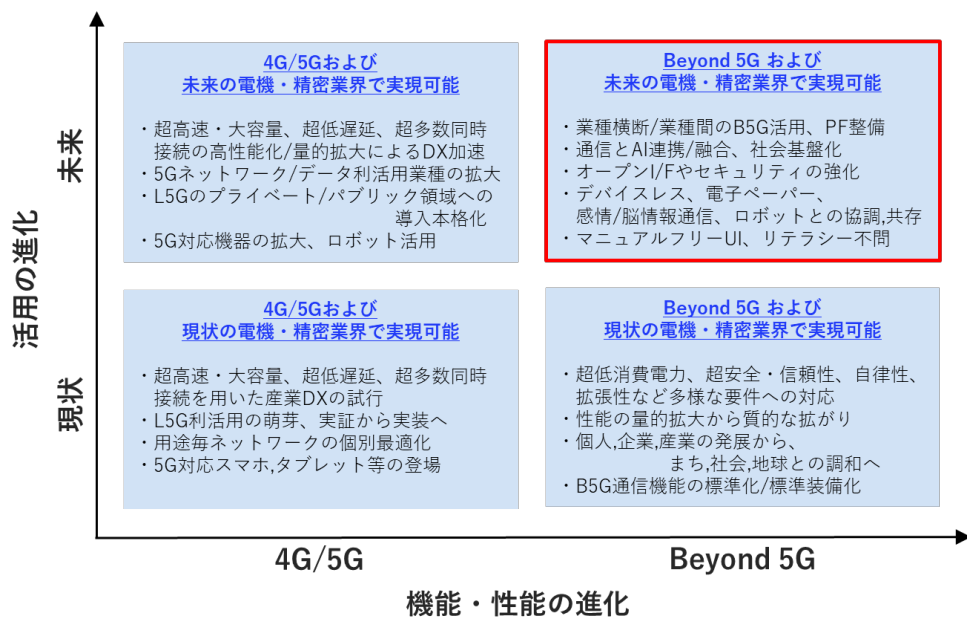 活用の進化
未来
現状
4G/5Gおよび
未来の電機・精密業界で実現可能
・超高速・大容量、超低遅延、超多数同時
接続の高性能化/量的拡大によるDX加速
・5Gネットワーク/データ利活用業種の拡大
・L5Gのプライベート/パブリック領域への
導入本格化
・5G対応機器の拡大、ロボット活用
Beyond 5G および
未来の電機・精密業界で実現可能
・業種横断/業種間のB5G活用、PF整備
・通信とAI連携/融合、社会基盤化
・オープンI/Fやセキュリティの強化
・デバイスレス、電子ペーパー、
感情/脳情報通信、ロボットとの協調,共存
・マニュアルフリーUI、リテラシー不問
4G/5Gおよび
現状の電機・精密業界で実現可能
・超高速・大容量、超低遅延、超多数同時
接続を用いた産業DXの試行
・L5G利活用の萌芽、実証から実装へ
・用途毎ネットワークの個別最適化
・5G対応スマホ,タブレット等の登場
Beyond 5G および
現状の電機・精密業界で実現可能
・超低消費電力、超安全・信頼性、自律性、
拡張性など多様な要件への対応
・性能の量的拡大から質的な拡がり
・個人,企業,産業の発展から、
まち,社会,地球との調和へ
・B5G通信機能の標準化/標準装備化
4G/5G
Beyond 5G
機能・性能の進化